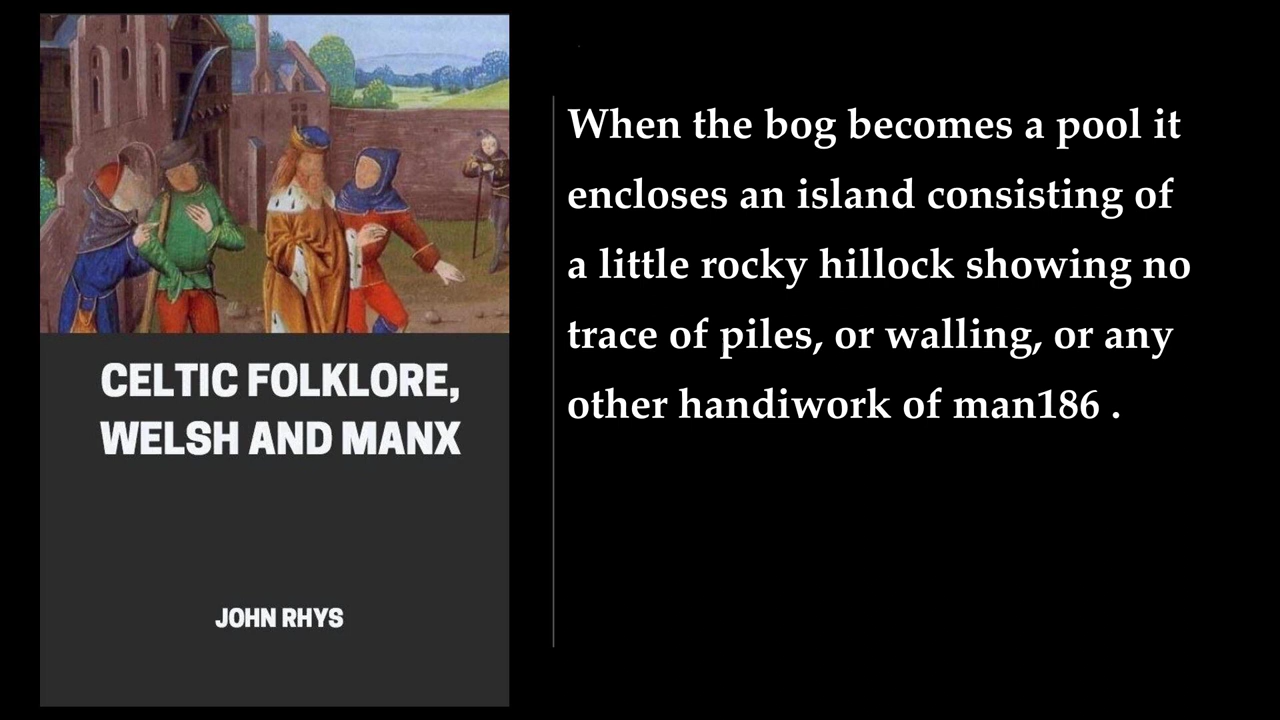 CELTIC FOLKLORE,
WELSH AND MANX
JOHN RHYS
When the bog becomes a pool it
encloses an island consisting of
a little rocky hillock showing no
trace of piles, or walling, or any
other handiwork of man186 .